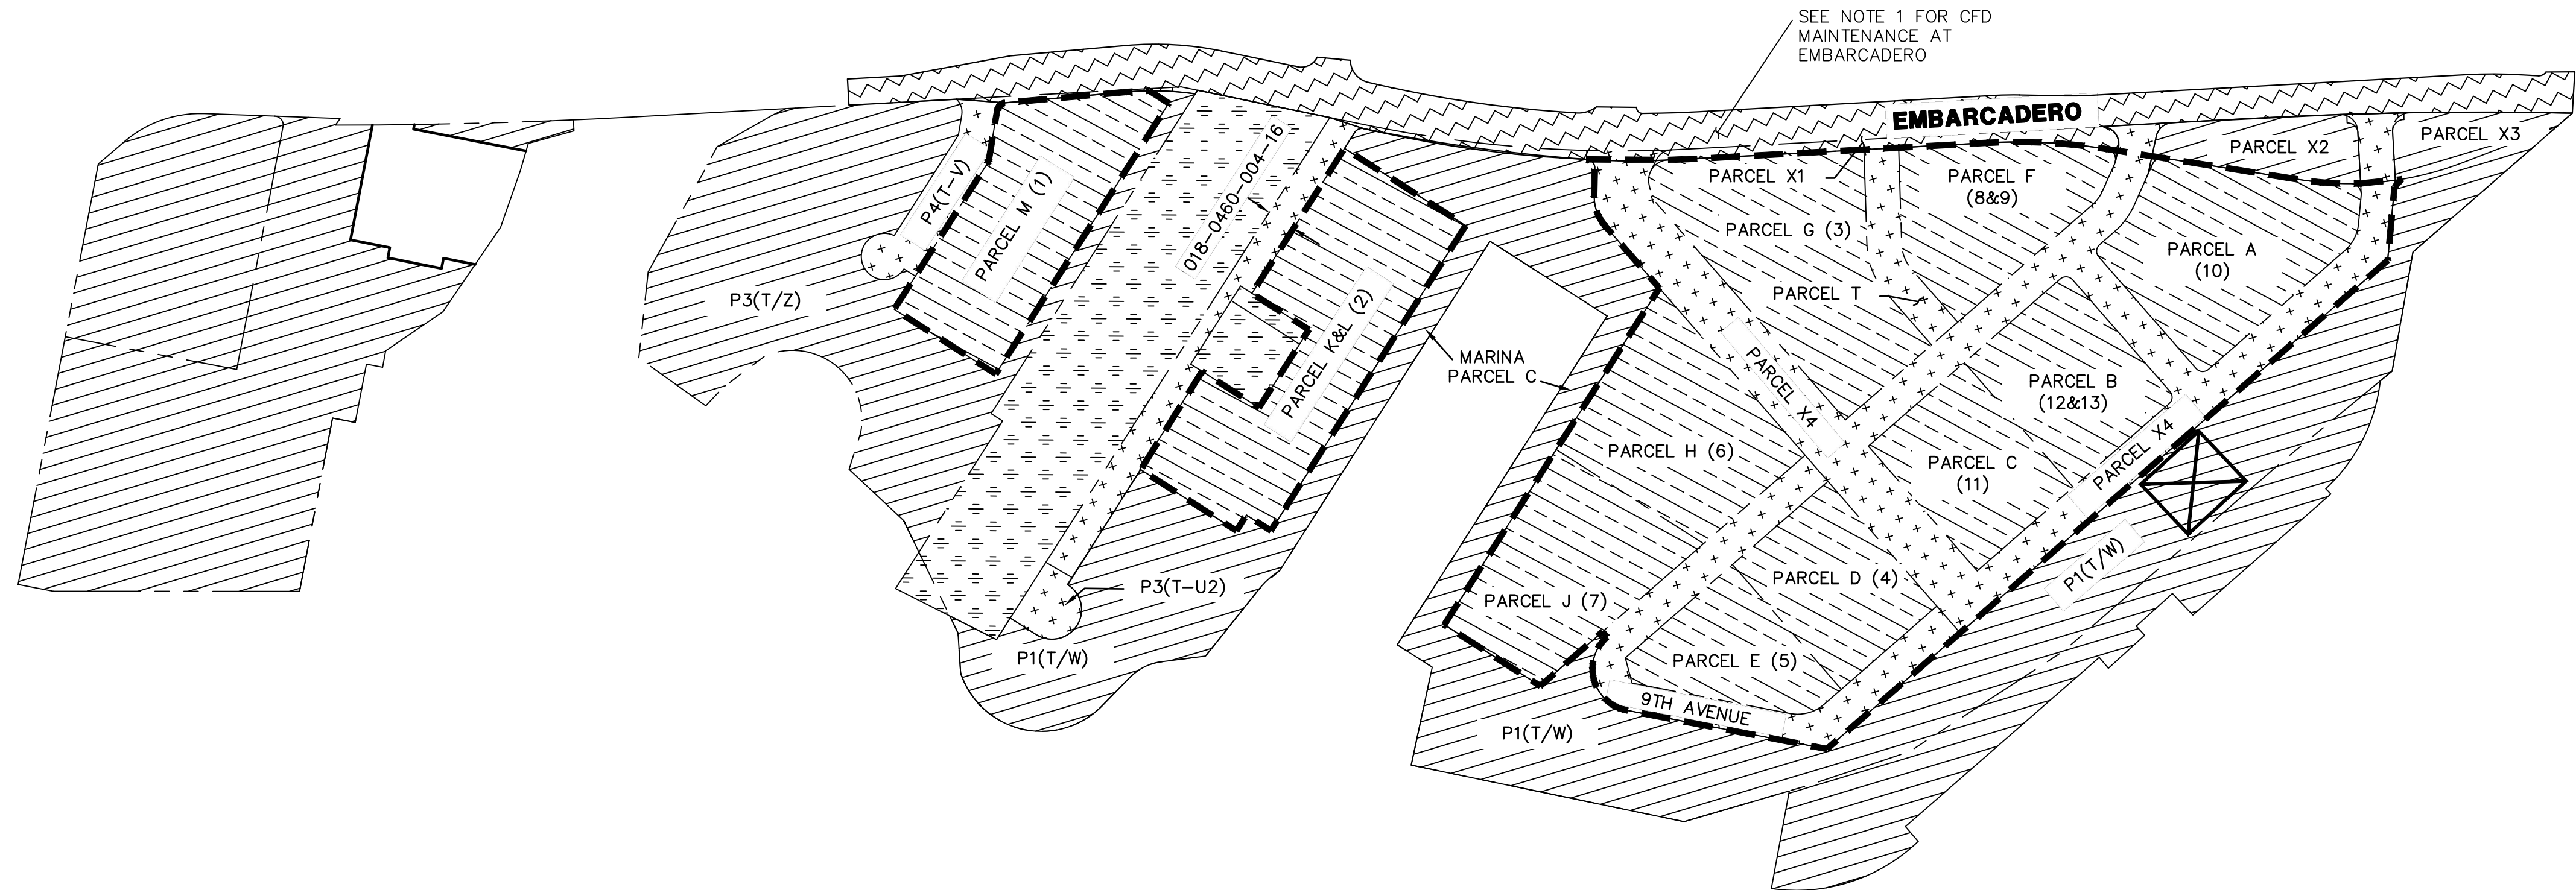 SEE NOTE 1 FOR CFD
MAINTENANCE AT
EMBARCADERO
EMBARCADERO
PARCEL X3
PARCEL X2
PARCEL X1
PARCEL F
(8&9)
P4(T-V)
PARCEL M (1)
018-0460-004-16
PARCEL G (3)
PARCEL A
(10)
P3(T/Z)
PARCEL T
PARCEL K&L (2)
MARINA
PARCEL C
PARCEL X4
PARCEL B
(12&13)
PARCEL H (6)
PARCEL C
(11)
PARCEL X4
P1(T/W)
PARCEL D (4)
P3(T-U2)
PARCEL J (7)
P1(T/W)
PARCEL E (5)
9TH AVENUE
P1(T/W)